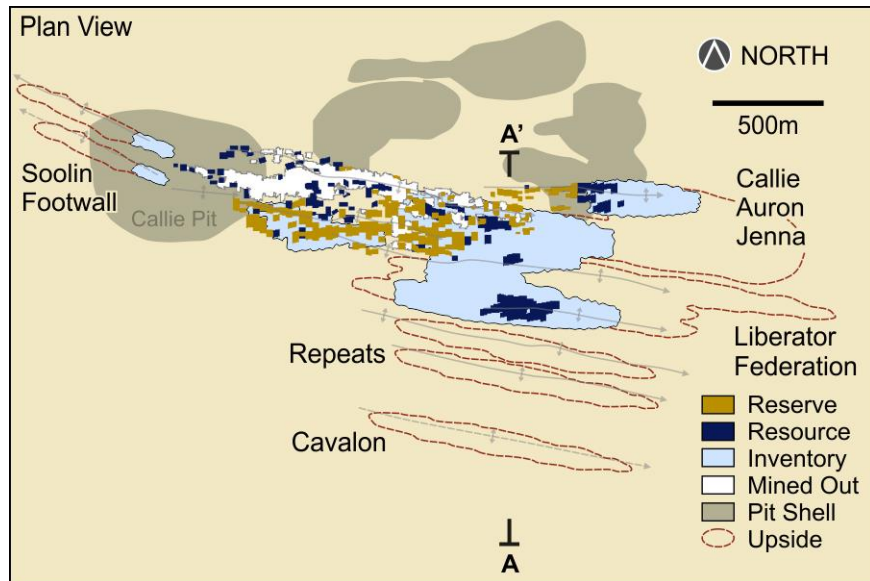 Plan View
NORTH
500m
A'
Soolin
Footwall
Callie Pit
Callie
Auron
Jenna
Repeats
Liberator
Federation
Cavalon
Reserve
Resource
Inventory
Mined Out
Pit Shell
Upside
A